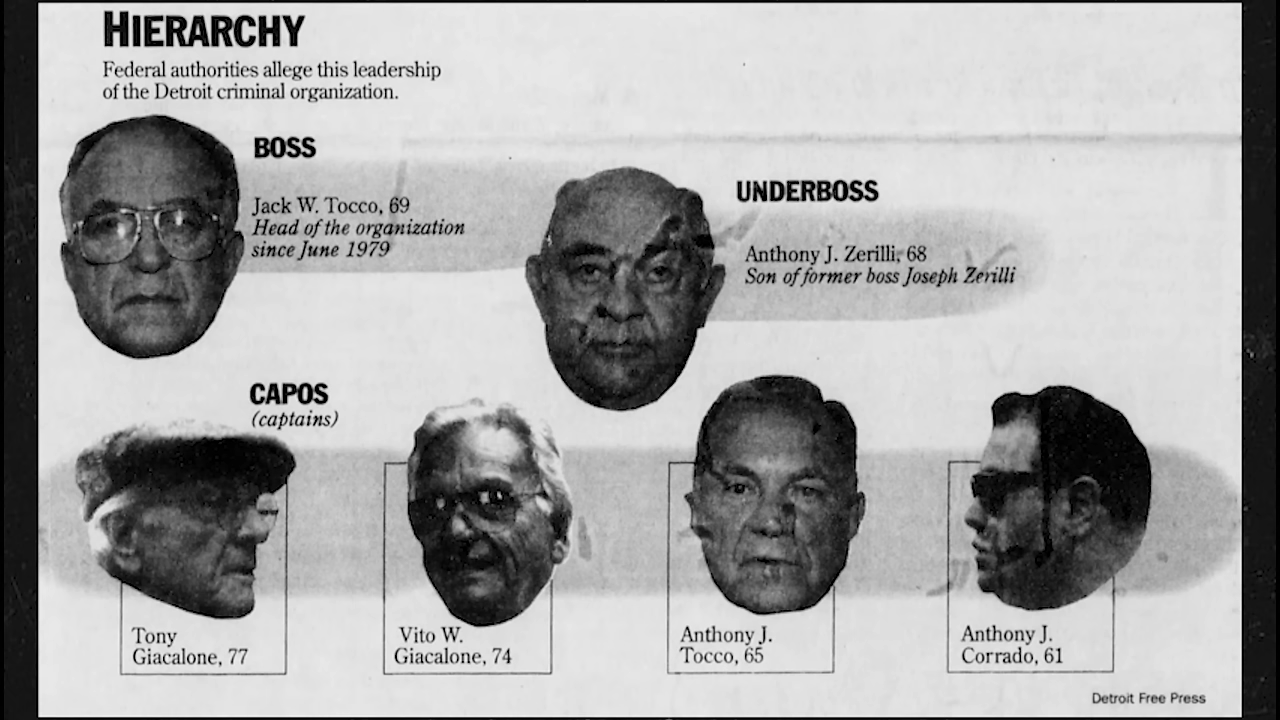 HIERARCHY
Federal authorities allege this leadership
of the Detroit criminal organization.
BOSS
Jack W. Tocco, 69
Head of the organization
since June 1979
UNDERBOSS
Anthony J. Zerilli, 68
Son of former boss Joseph Zerilli
CAPOS
(captains)
Tony
Giacalone, 77
Vito W.
Giacalone, 74
Anthony J.
Tocco, 65
Anthony J.
Corrado, 61
Detroit Free Press